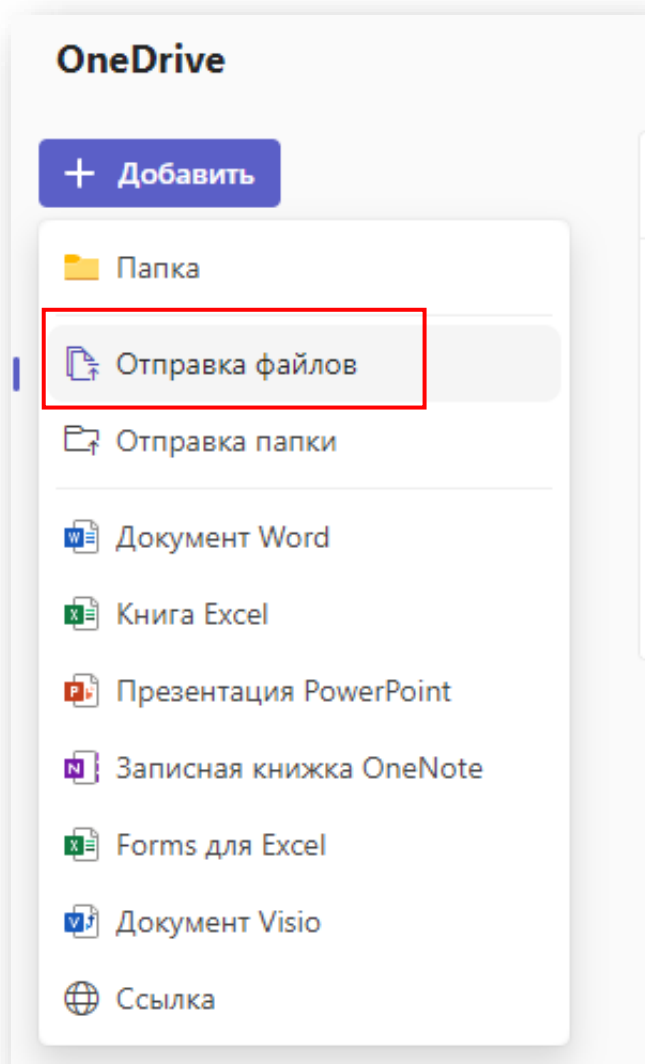 OneDrive
Добавить
Папка
Отправка файлов
Отправка папки
Документ Word
Книга Excel
Презентация PowerPoint
Записная книжка OneNote
Forms для Excel
Документ Visio
Ссылка